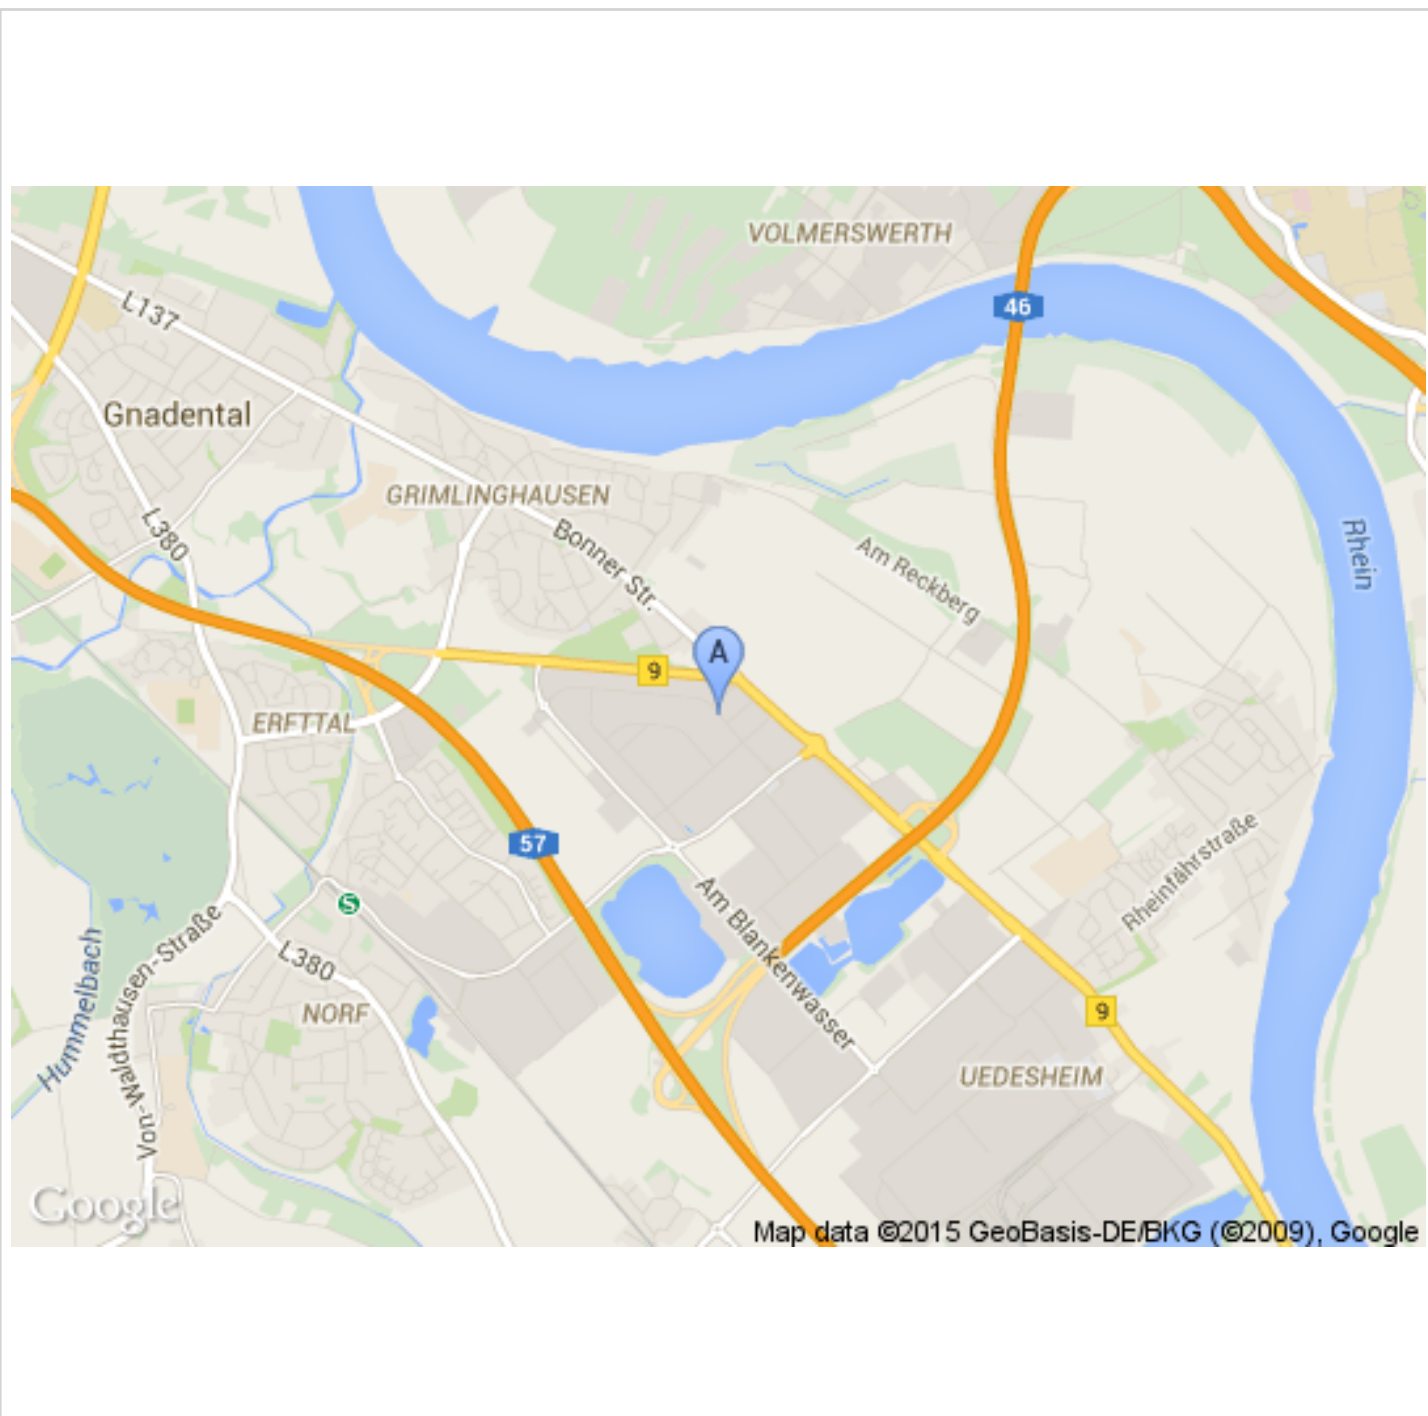 VOLMERSWERTH
46
L137
Gnadental
GRIMLINGHAUSEN
L380
Bonner Str.
Am Reckberg
Rhein
A
9
ERFTTAL
57
Rheinfährstraße
S
Am Blankenwasser
Von-Waldthausen-Straße
L380
Hummelbach
NORF
9
UEDESHEIM
Google
Map data ©2015 GeoBasis-DE/BKG (©2009), Google